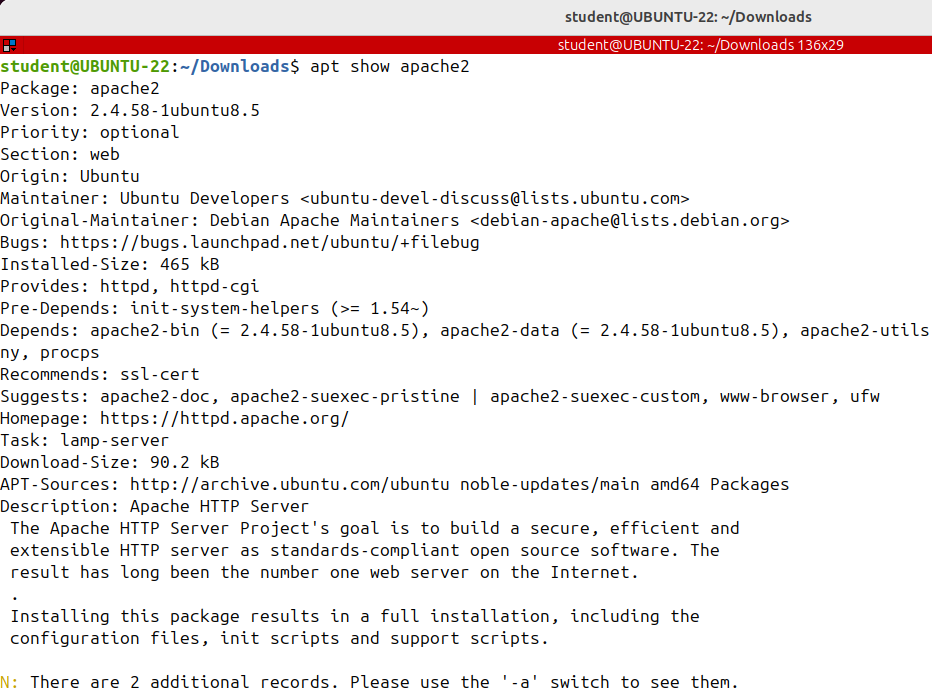 student@UBUNTU-22: ~/Downloads
student@UBUNTU-22: ~/Downloads 136x29
student@UBUNTU-22:~/Downloads$ apt show apache2
Package: apache2
Version: 2.4.58-1ubuntu8.5
Priority: optional
Section: web
Origin: Ubuntu
Maintainer: Ubuntu Developers <ubuntu-devel-discuss@lists.ubuntu.com>
Original-Maintainer: Debian Apache Maintainers <debian-apache@lists.debian.org>
Bugs: https://bugs.launchpad.net/ubuntu/+filebug
Installed-Size: 465 kB
Provides: httpd, httpd-cgi
Pre-Depends: init-system-helpers (>= 1.54~)
Depends: apache2-bin (= 2.4.58-1ubuntu8.5), apache2-data (= 2.4.58-1ubuntu8.5), apache2-utils
ny, procps
Recommends: ssl-cert
Suggests: apache2-doc, apache2-suexec-pristine | apache2-suexec-custom, www-browser, ufw
Homepage: https://httpd.apache.org/
Task: lamp-server
Download-Size: 90.2 kB
APT-Sources: http://archive.ubuntu.com/ubuntu noble-updates/main amd64 Packages
Description: Apache HTTP Server
 The Apache HTTP Server Project's goal is to build a secure, efficient and
 extensible HTTP server as standards-compliant open source software. The
 result has long been the number one web server on the Internet.
 .
 Installing this package results in a full installation, including the
 configuration files, init scripts and support scripts.
N: There are 2 additional records. Please use the '-a' switch to see them.